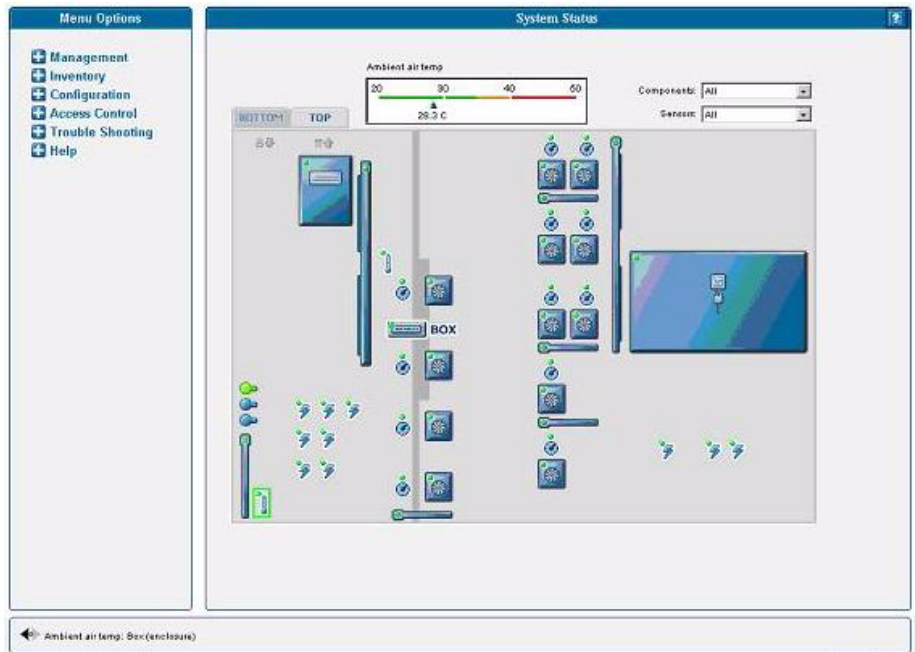 Menu Options
System Status
?
Management
Inventory
Configuration
Access Control
Trouble Shooting
Help
Ambient air temp
20 30 40 60
28.3 C
Components: All
Sensors: All
BOTTOM TOP
BOX
Ambient air temp: Box (enclosure)